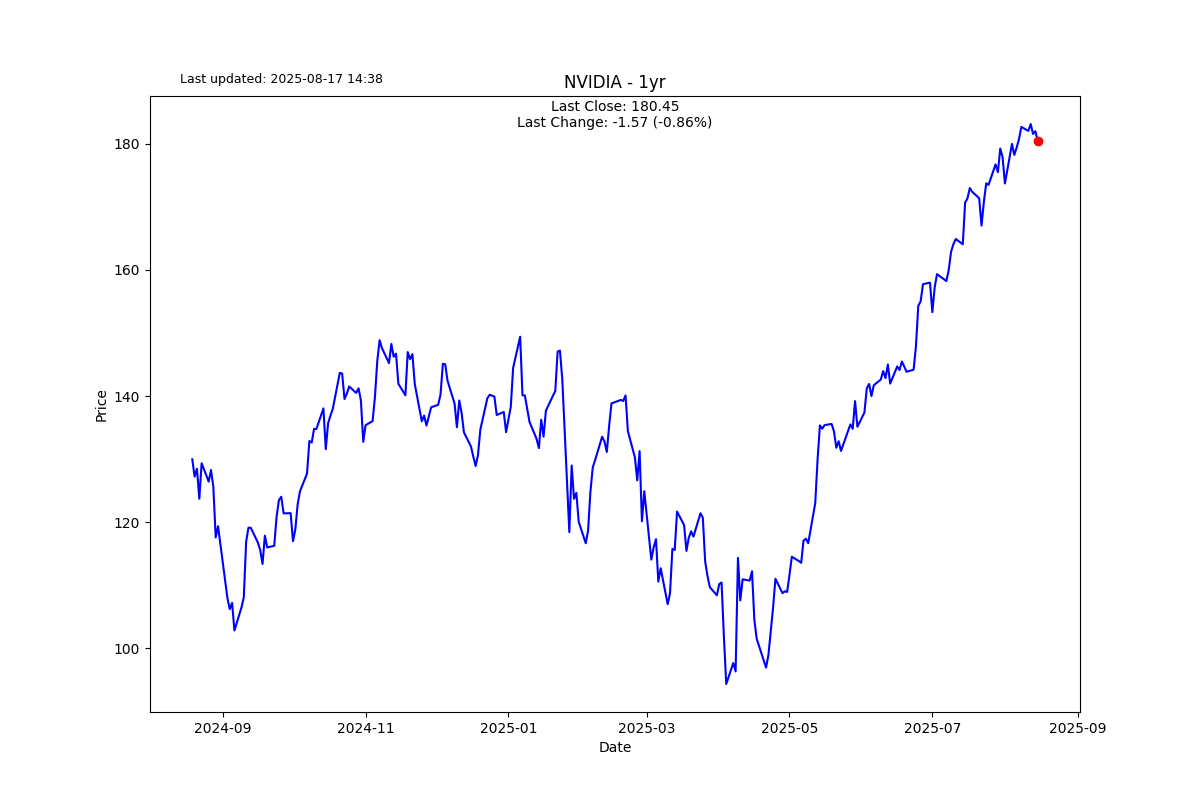 Last updated: 2025-08-17 14:38
NVIDIA - 1yr
Last Close: 180.45
Last Change: -1.57 (-0.86%)
Price
180
160
140
120
100
2024-09
2024-11
2025-01
2025-03
2025-05
2025-07
2025-09
Date